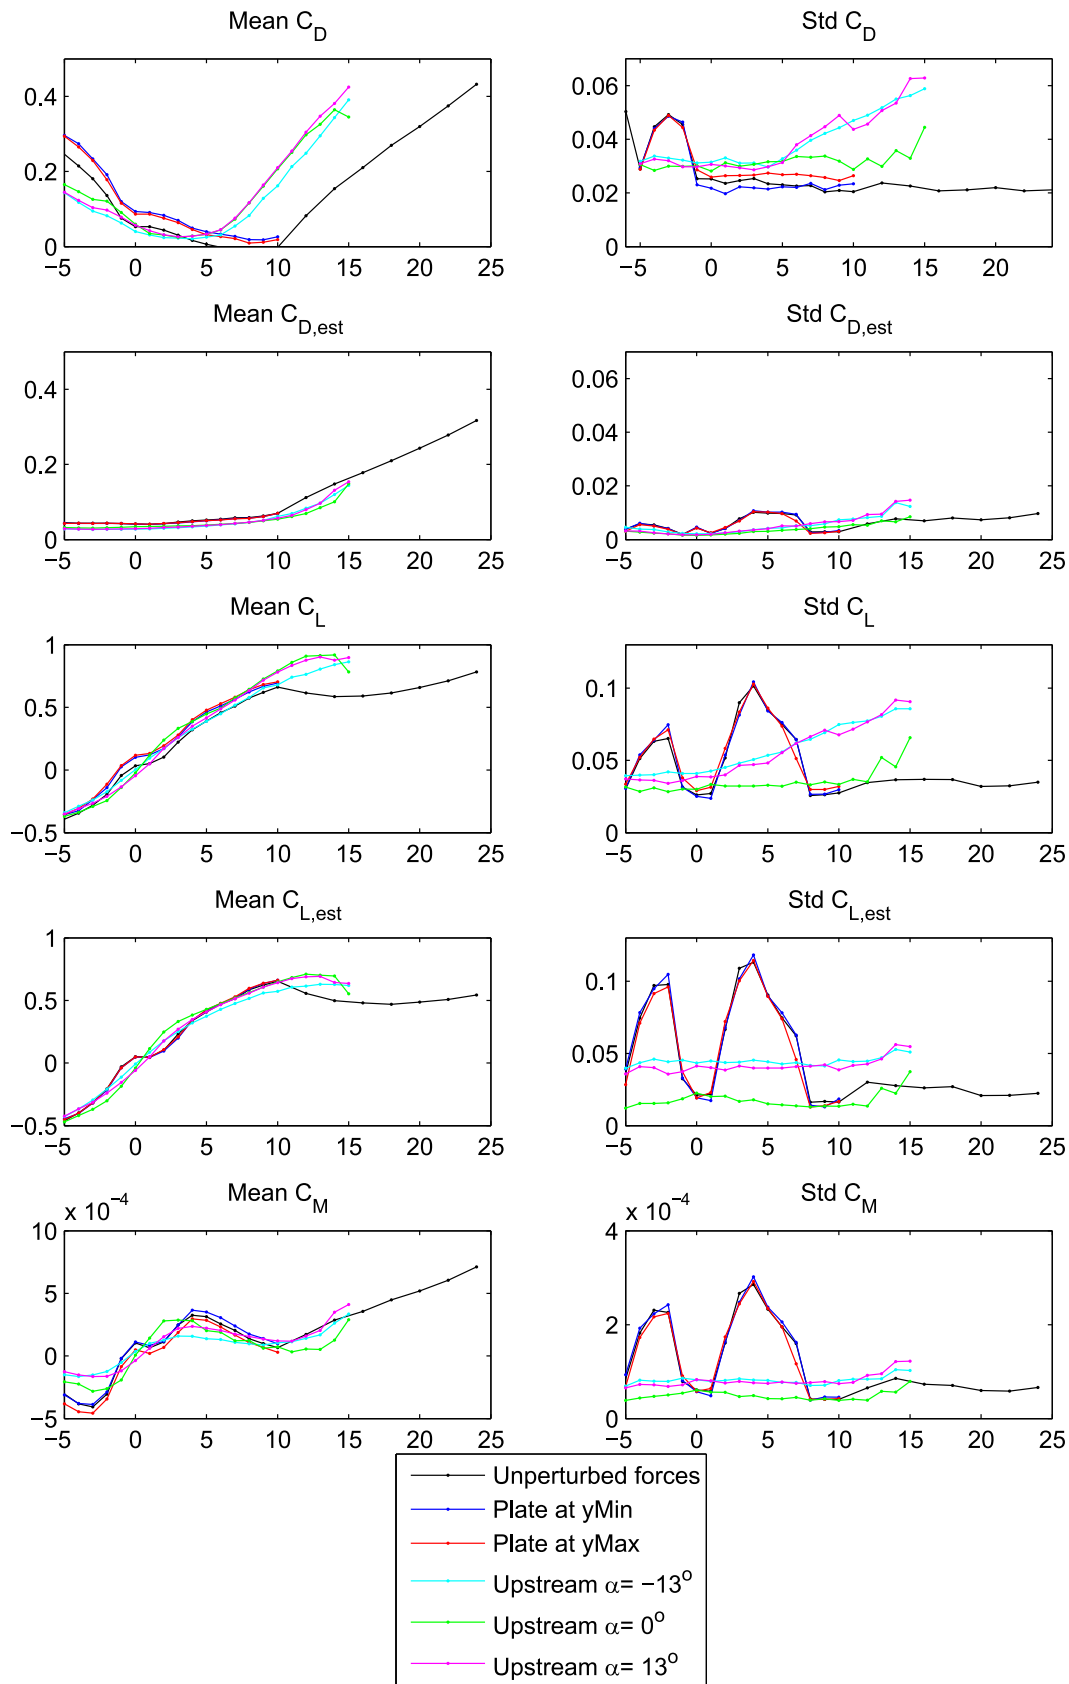 Mean C_D
0.4
0.2
0
−5 0 5 10 15 20 25
Std C_D
0.06
0.04
0.02
0
−5 0 5 10 15 20
Mean C_D,est
0.4
0.2
0
−5 0 5 10 15 20 25
Std C_D,est
0.06
0.04
0.02
0
−5 0 5 10 15 20 25
Mean C_L
1
0.5
0
−0.5
−5 0 5 10 15 20 25
Std C_L
0.1
0.05
0
−5 0 5 10 15 20 25
Mean C_L,est
1
0.5
0
−0.5
−5 0 5 10 15 20 25
Std C_L,est
0.1
0.05
0
−5 0 5 10 15 20 25
Mean C_M
x 10^−4
10
5
0
−5
−5 0 5 10 15 20 25
Std C_M
x 10^−4
4
2
0
−5 0 5 10 15 20 25
Unperturbed forces
Plate at yMin
Plate at yMax
Upstream α= −13°
Upstream α= 0°
Upstream α= 13°